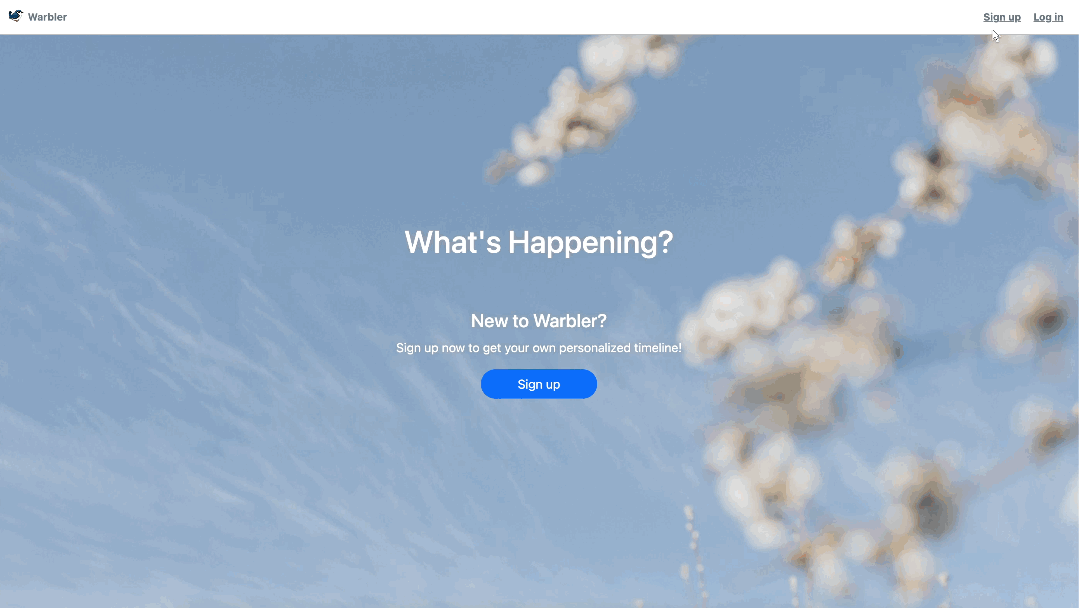 Warbler
Sign up
Log in
What's Happening?
New to Warbler?
Sign up now to get your own personalized timeline!
Sign up